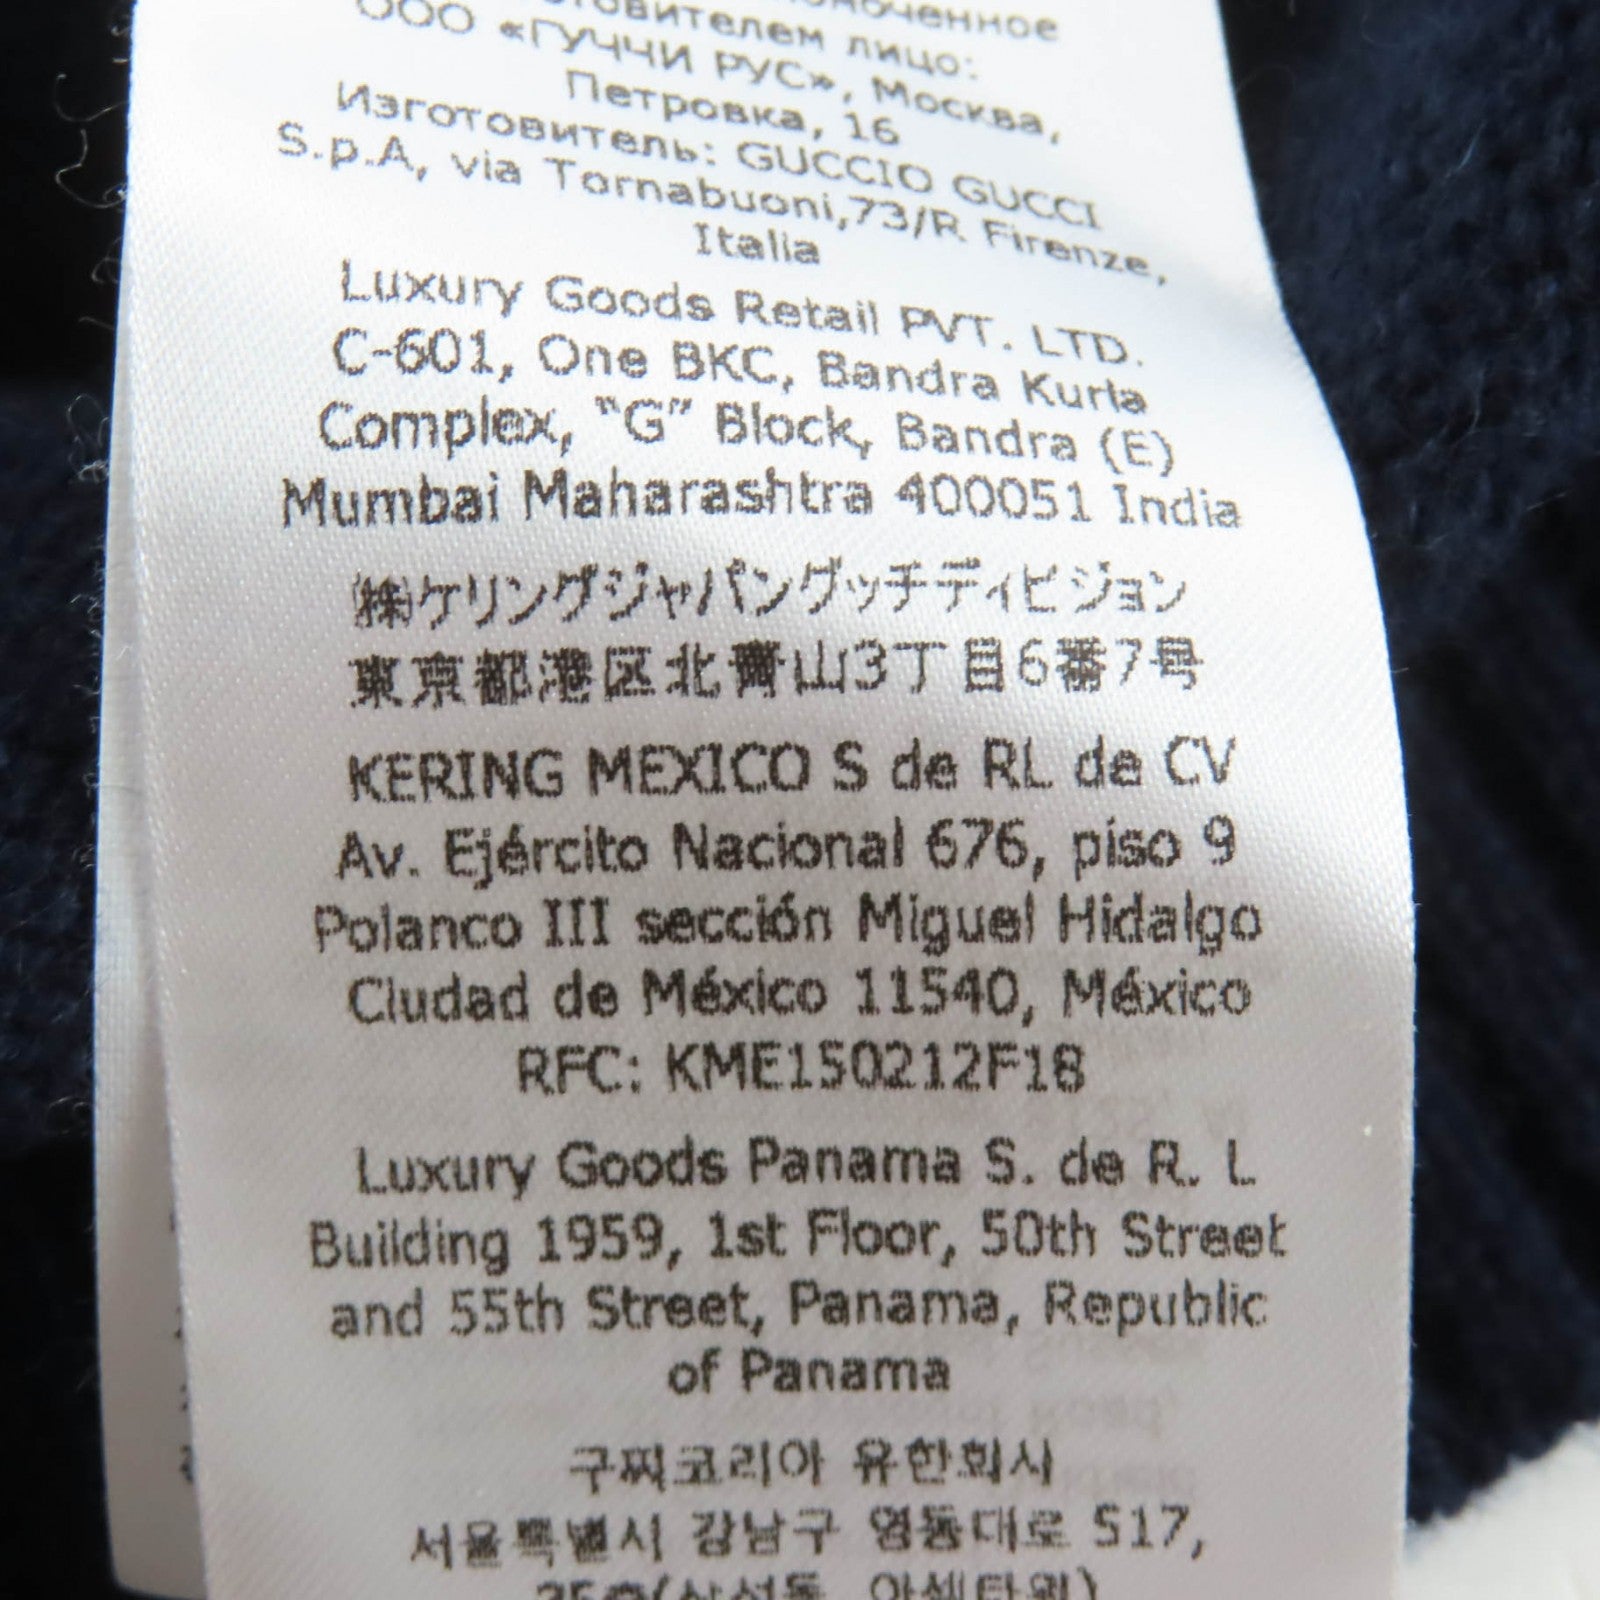 лицо:
ООО «ГУЧЧИ РУС», Москва,
Петровка, 16
Изготовитель: GUCCIO GUCCI
S.p.A, via Tornabuoni,73/R Firenze,
Italia
Luxury Goods Retail PVT. LTD.
C-601, One BKC, Bandra Kurla
Complex, "G" Block, Bandra (E)
Mumbai Maharashtra 400051 India
㈱ケリングジャパングッチディビジョン
東京都港区北青山3丁目6番7号
KERING MEXICO S de RL de CV
Av. Ejército Nacional 676, piso 9
Polanco III sección Miguel Hidalgo
Ciudad de México 11540, México
RFC: KME150212F18
Luxury Goods Panama S. de R. L
Building 1959, 1st Floor, 50th Street
and 55th Street, Panama, Republic
of Panama
구찌코리아 유한회사
서울특별시 강남구 영동대로 517,